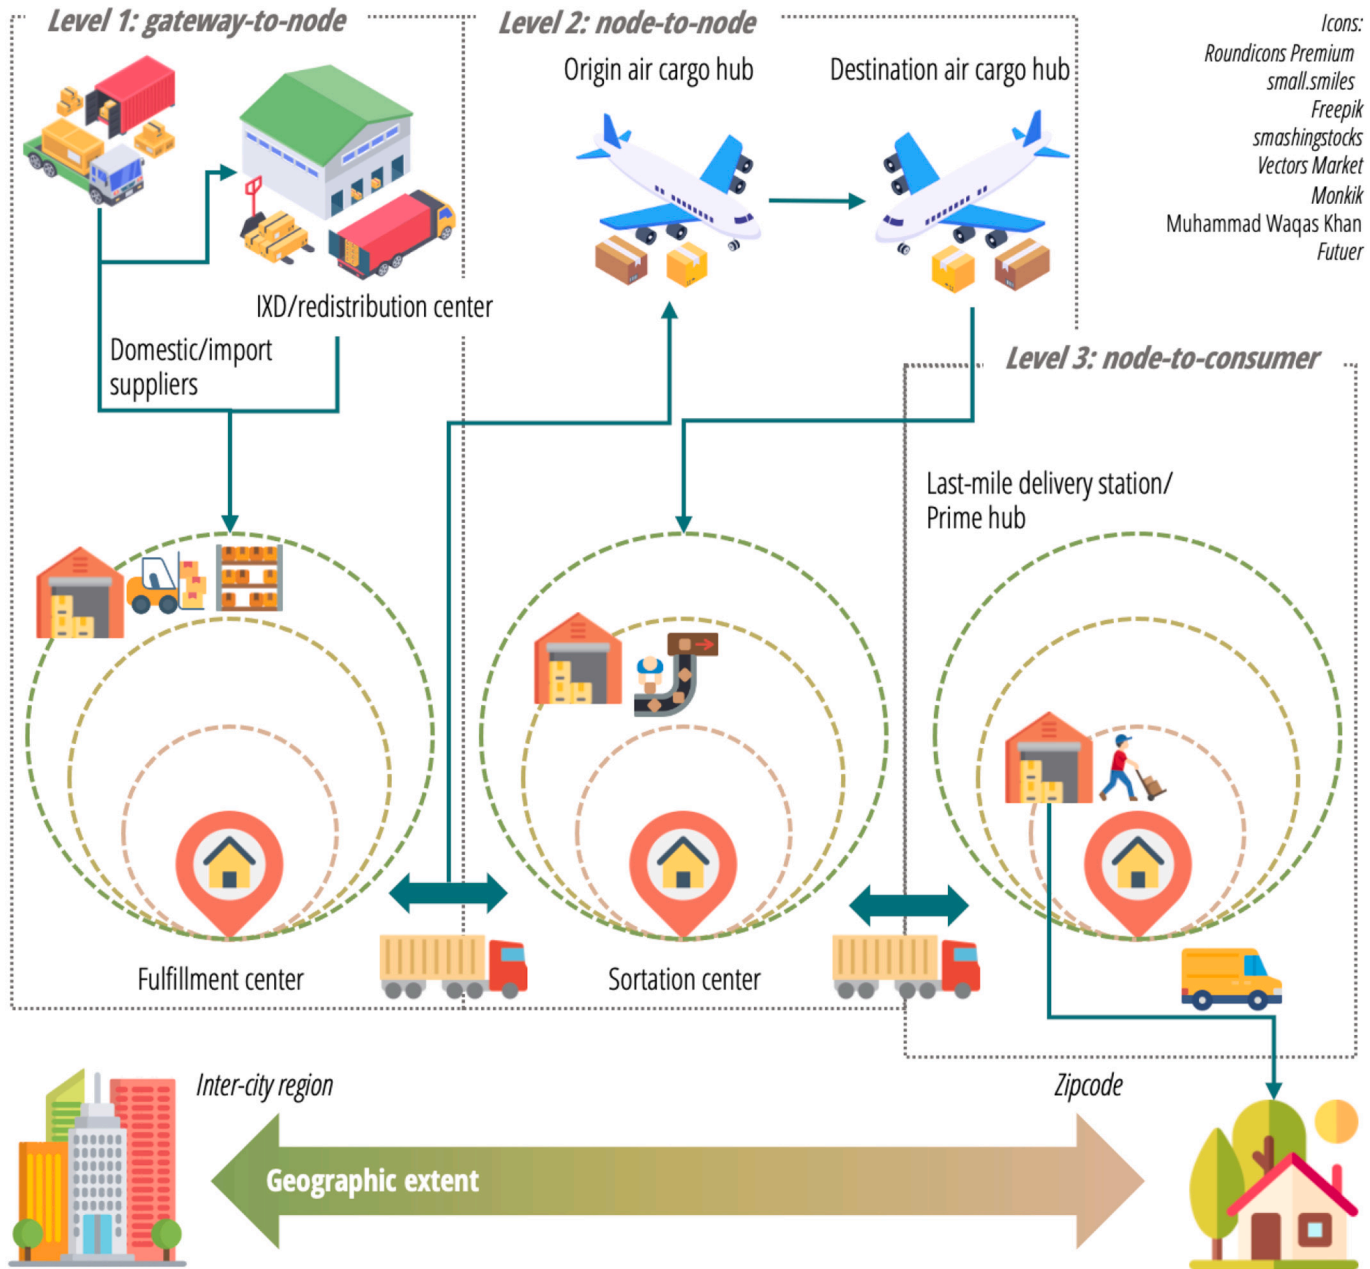 Level 1: gateway-to-node
Level 2: node-to-node
Origin air cargo hub
Destination air cargo hub
Icons:
Roundicons Premium
small.smiles
Freepik
smashingstocks
Vectors Market
Monkik
Muhammad Waqas Khan
Futuer
IXD/redistribution center
Domestic/import
suppliers
Level 3: node-to-consumer
Last-mile delivery station/
Prime hub
Fulfillment center
Sortation center
Inter-city region
Zipcode
Geographic extent